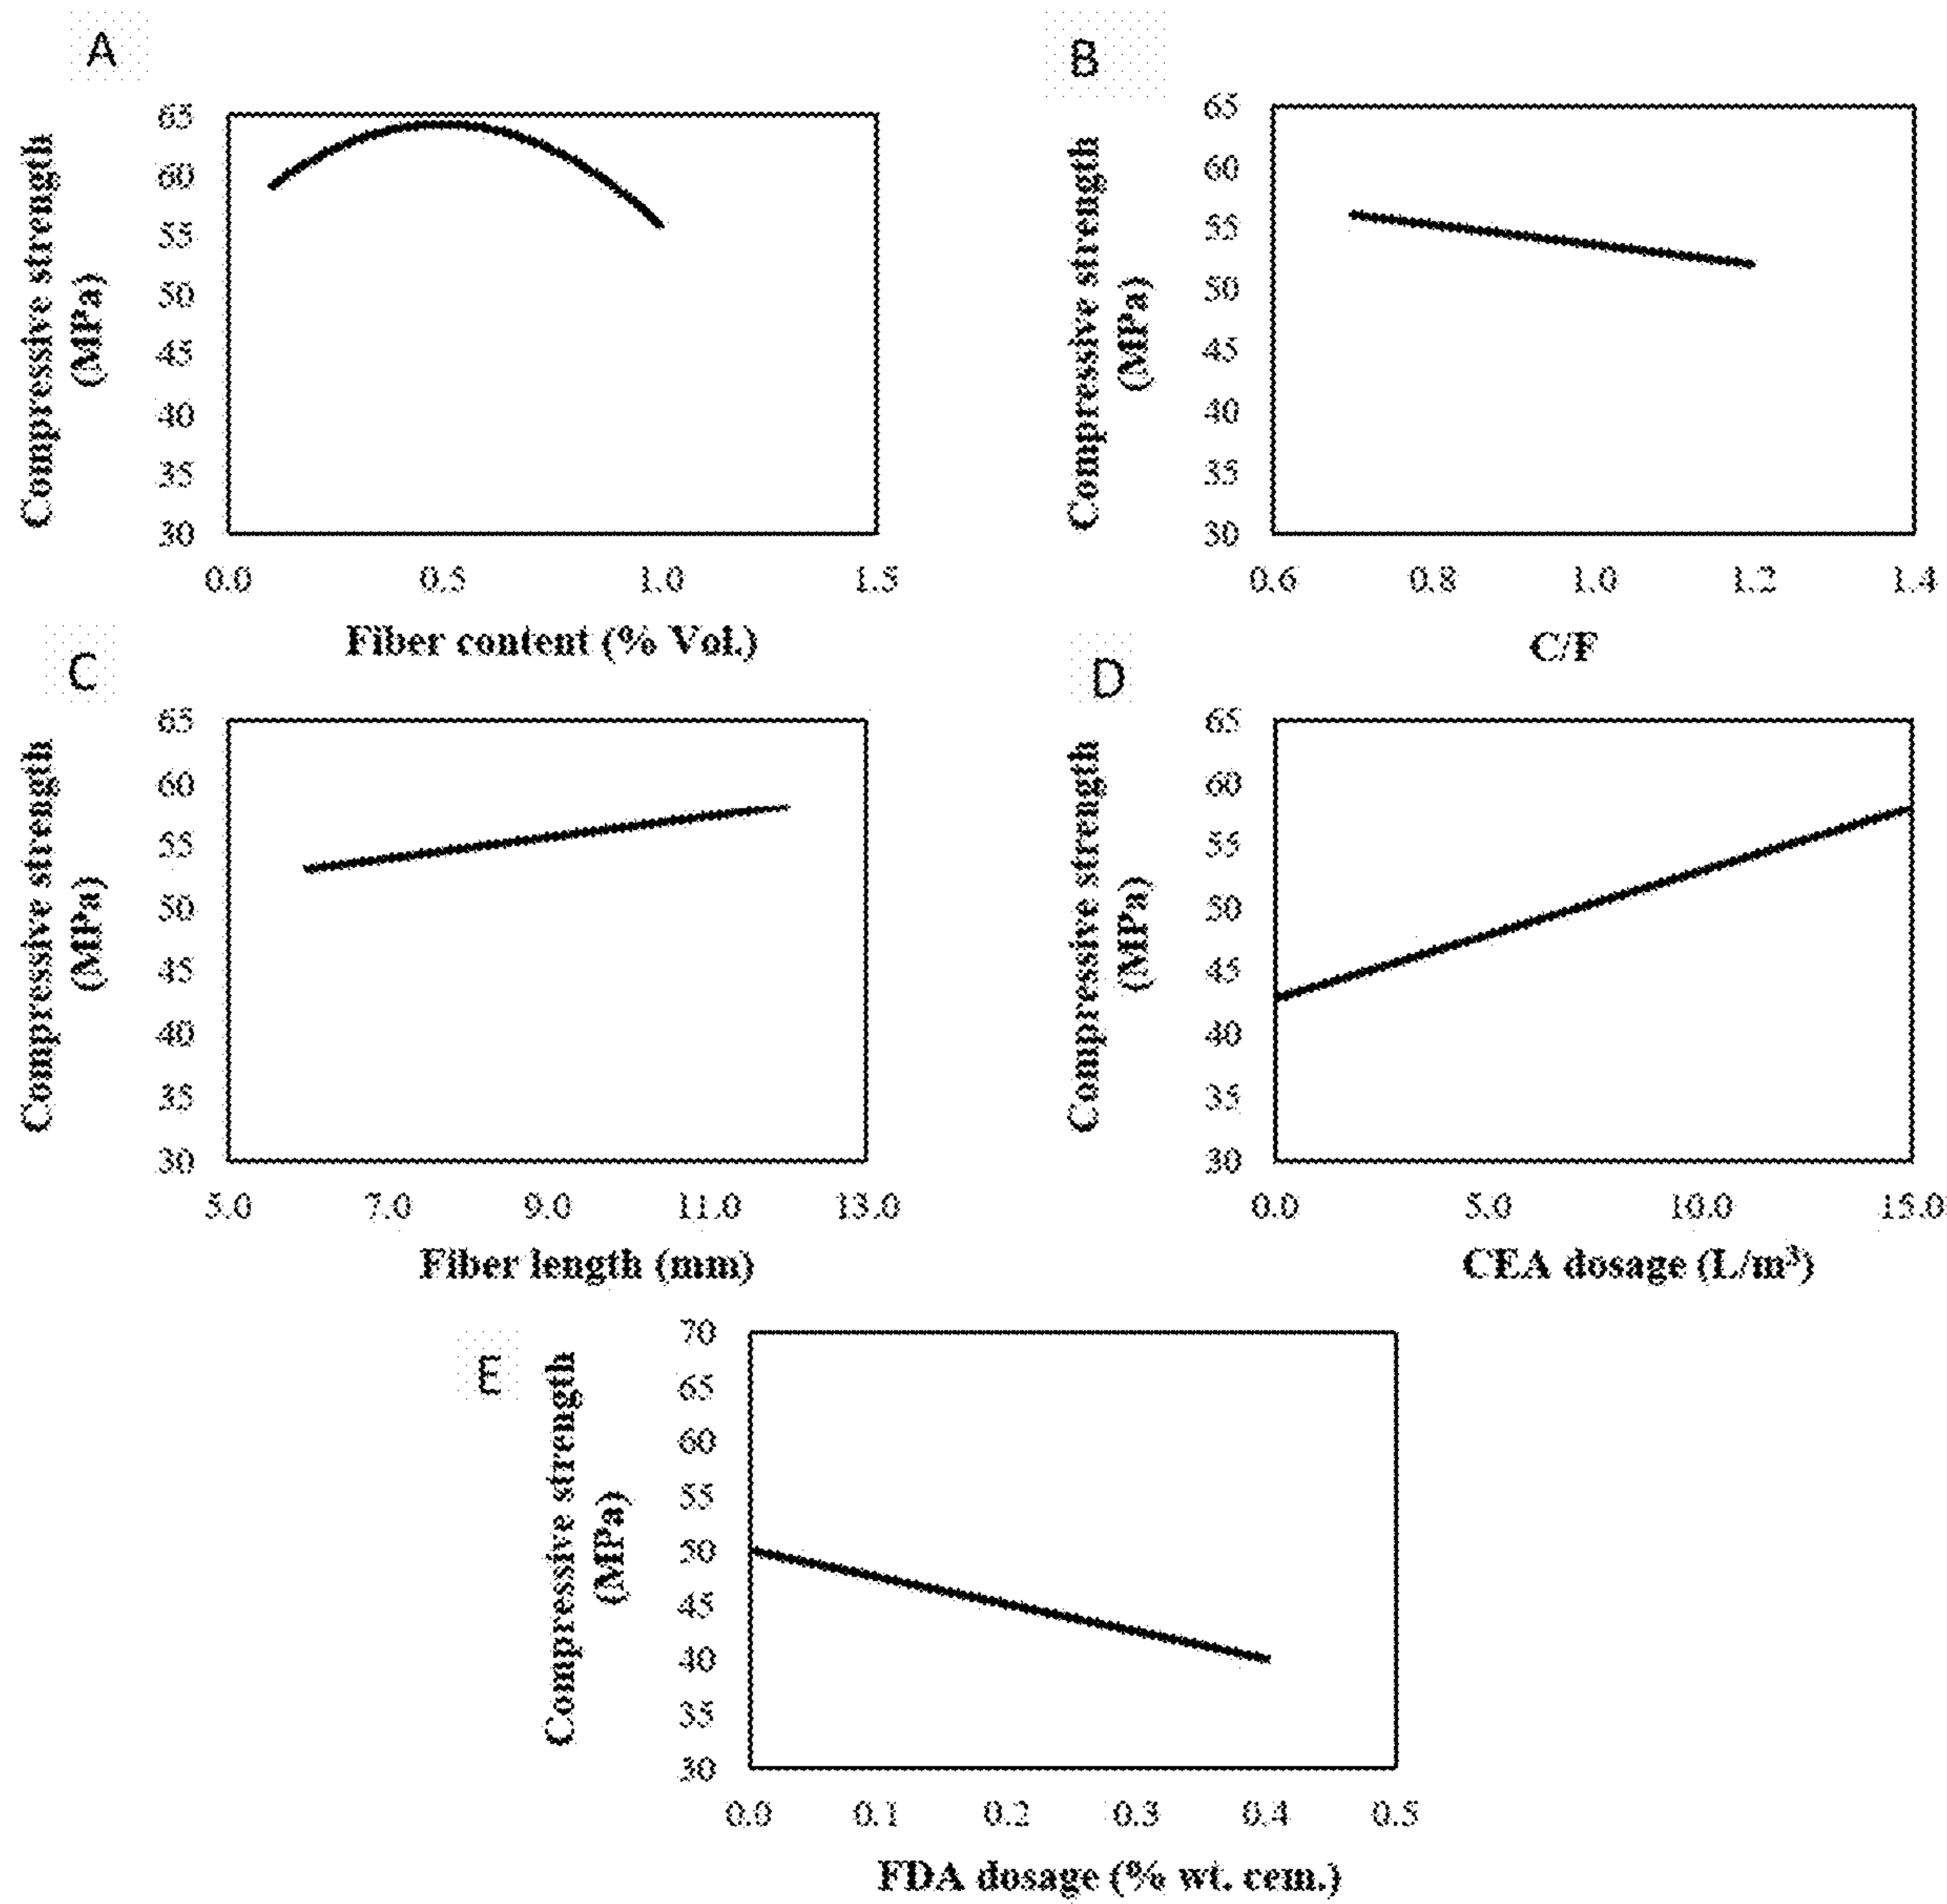 A
Compressive strength
(MPa)
65
60
55
50
45
40
35
30
0.0 0.5 1.0 1.5
Fiber content (% Vol.)
B
Compressive strength
(MPa)
65
60
55
50
45
40
35
30
0.6 0.8 1.0 1.2 1.4
C/F
C
Compressive strength
(MPa)
65
60
55
50
45
40
35
30
5.0 7.0 9.0 11.0 13.0
Fiber length (mm)
D
Compressive strength
(MPa)
65
60
55
50
45
40
35
30
0.0 5.0 10.0 15.0
CEA dosage (L/m³)
E
Compressive strength
(MPa)
70
65
60
55
50
45
40
35
30
0.0 0.1 0.2 0.3 0.4 0.5
FDA dosage (% wt. cem.)